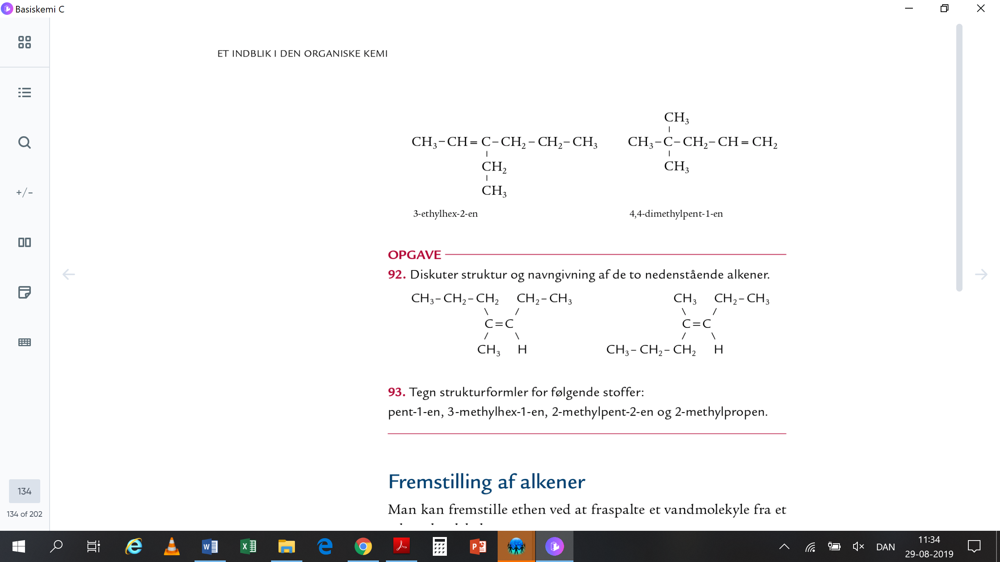 Basiskemi C
ET INDBLIK I DEN ORGANISKE KEMI
CH₃
CH₃–CH=C–CH₂–CH₂–CH₃ CH₃–C–CH₂–CH=CH₂
CH₂ CH₃
CH₃
3-ethylhex-2-en 4,4-dimethylpent-1-en
OPGAVE
92. Diskuter struktur og navngivning af de to nedenstående alkener.
CH₃–CH₂–CH₂ CH₂–CH₃ CH₃ CH₂–CH₃
C=C C=C
CH₃ H CH₃–CH₂–CH₂ H
93. Tegn strukturformler for følgende stoffer:
pent-1-en, 3-methylhex-1-en, 2-methylpent-2-en og 2-methylpropen.
Fremstilling af alkener
Man kan fremstille ethen ved at fraspalte et vandmolekyle fra et
+/-
134
134 of 202
DAN
11:34
29-08-2019